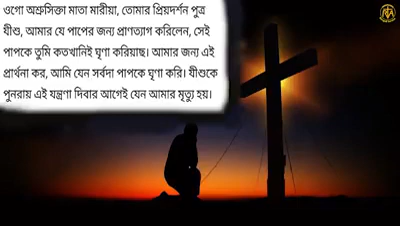 ওগো অশ্রুসিক্তা মাতা মারীয়া, তোমার প্রিয়দর্শন পুত্র
যীশু, আমার যে পাপের জন্য প্রাণত্যাগ করিলেন, সেই
পাপকে তুমি কতখানিই ঘৃণা করিয়াছ। আমার জন্য এই
প্রার্থনা কর, আমি যেন সর্বদা পাপকে ঘৃণা করি। যীশুকে
পুনরায় এই যন্ত্রণা দিবার আগেই যেন আমার মৃত্যু হয়।